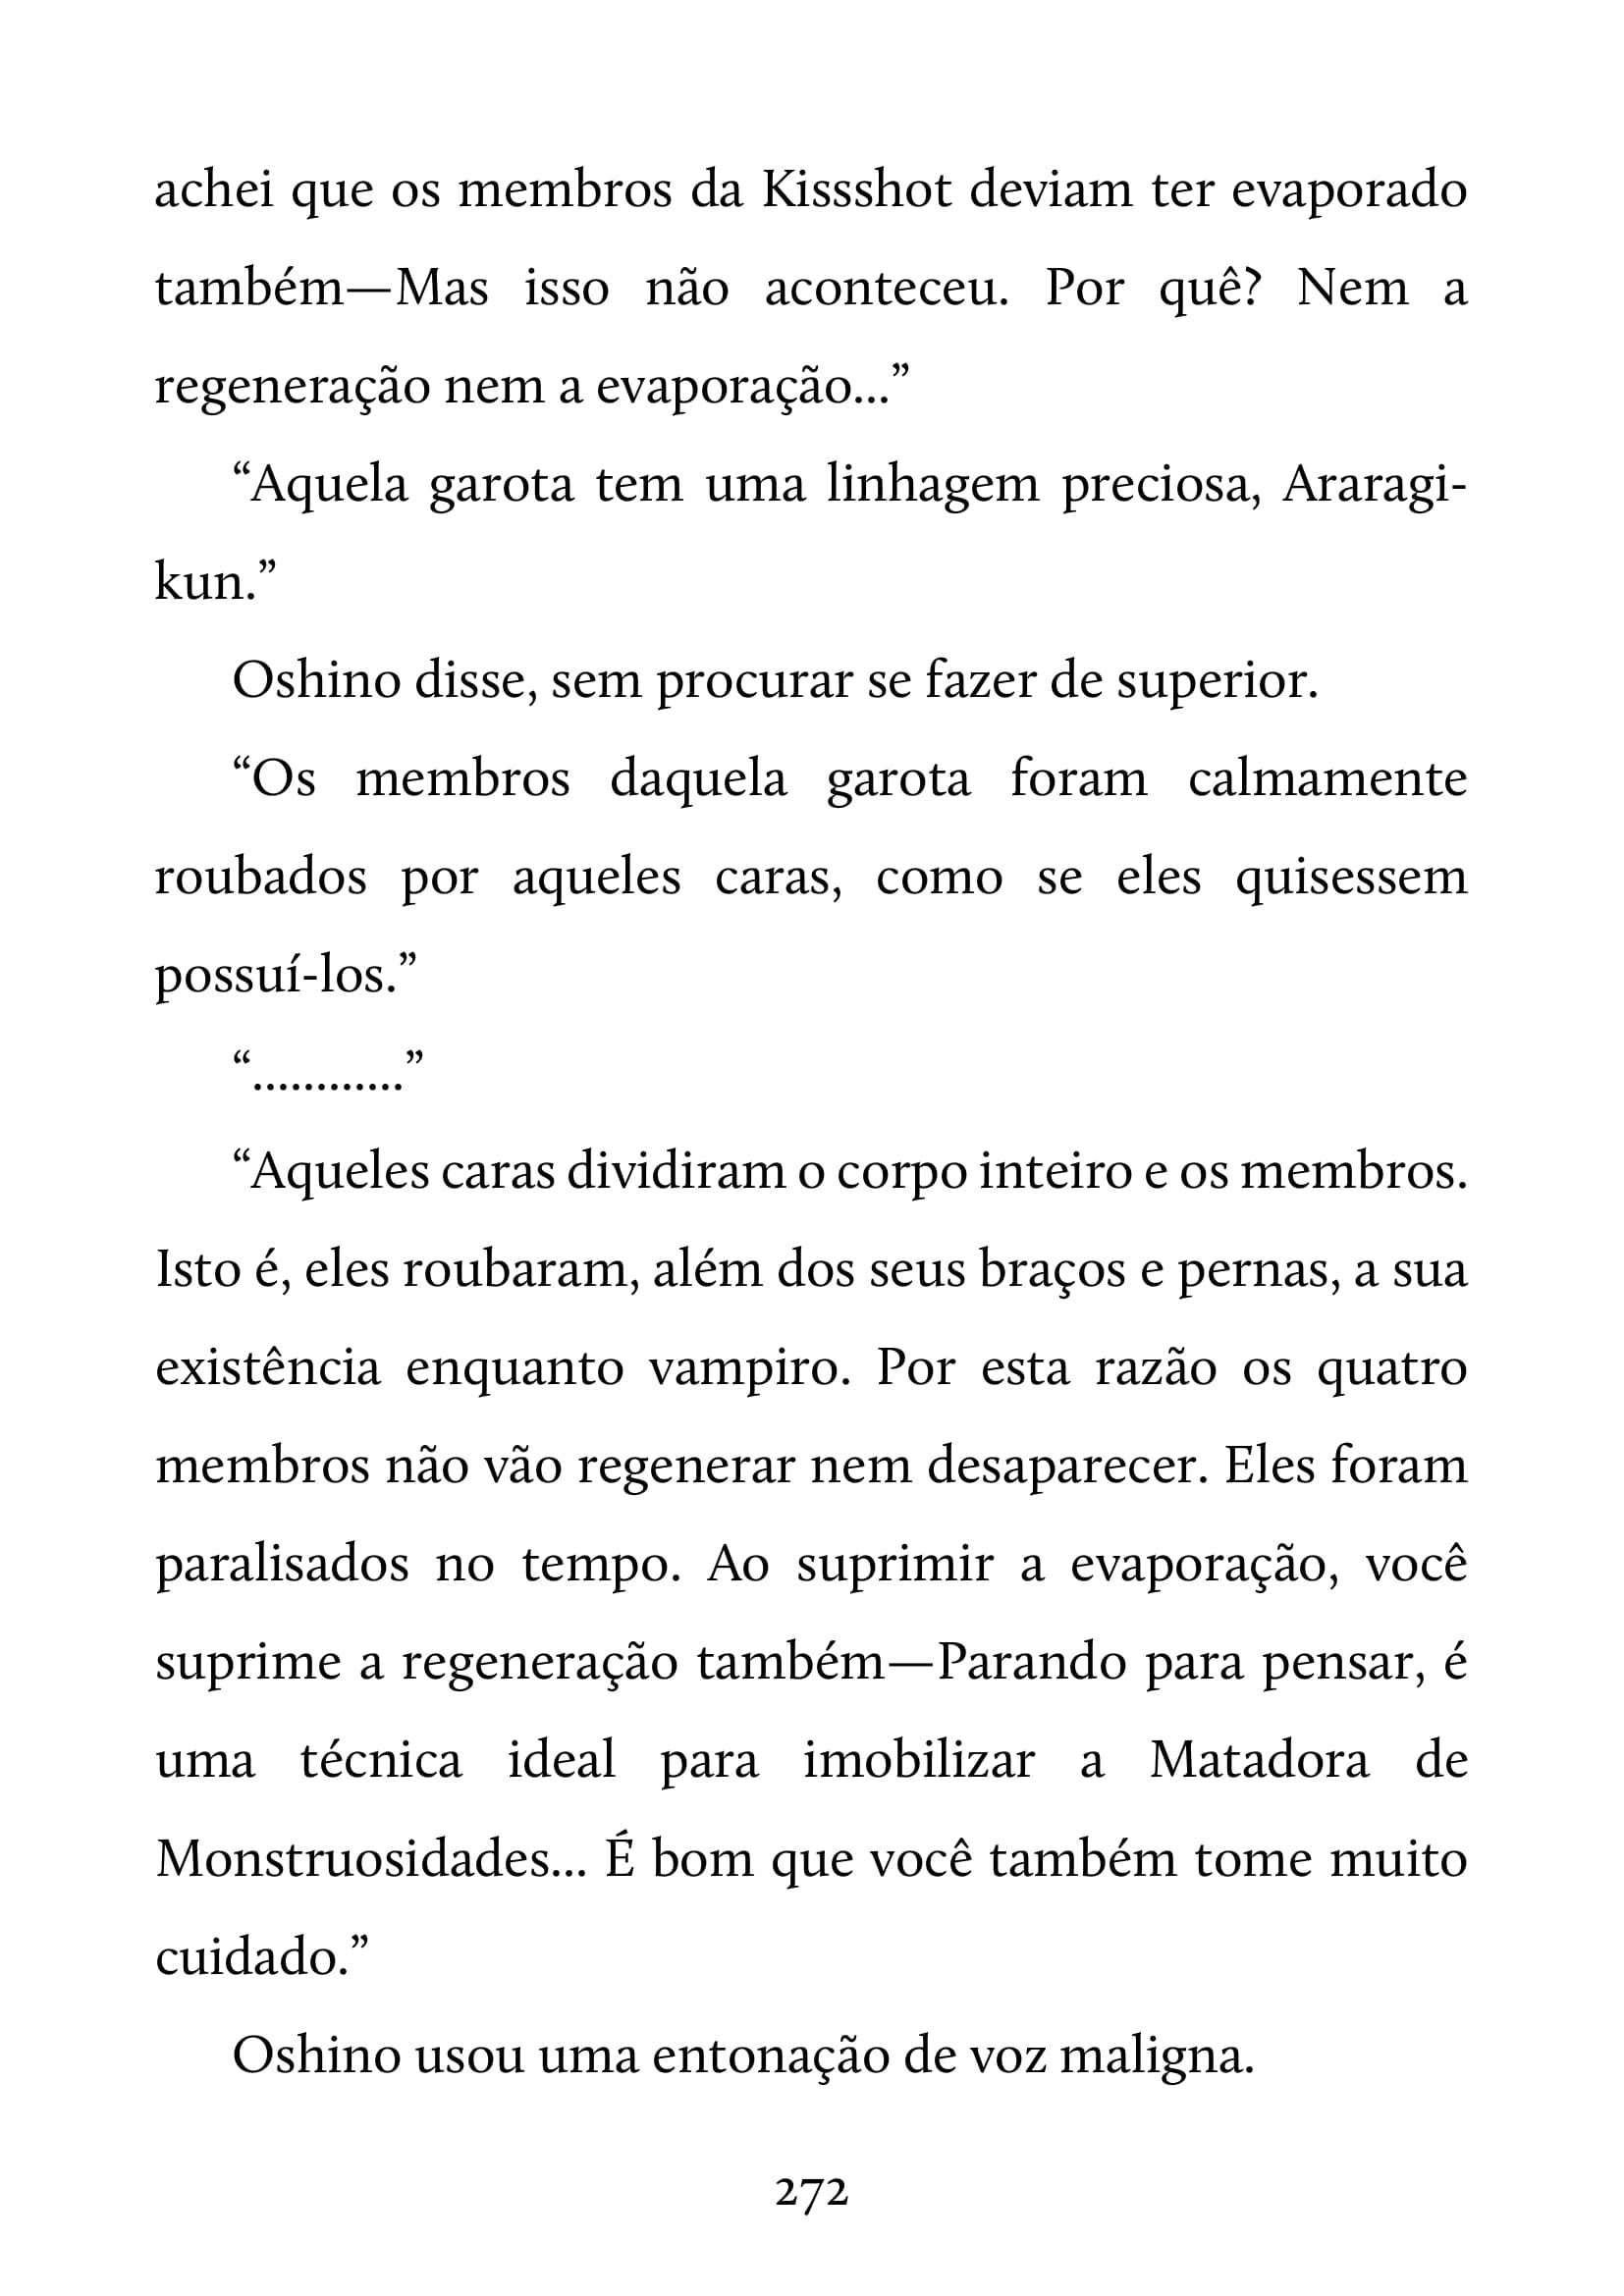 achei que os membros da Kissshot deviam ter evaporado
também—Mas isso não aconteceu. Por quê? Nem a
regeneração nem a evaporação...”
“Aquela garota tem uma linhagem preciosa, Araragi-
kun.”
Oshino disse, sem procurar se fazer de superior.
“Os membros daquela garota foram calmamente
roubados por aqueles caras, como se eles quisessem
possuí-los.”
“............”
“Aqueles caras dividiram o corpo inteiro e os membros.
Isto é, eles roubaram, além dos seus braços e pernas, a sua
existência enquanto vampiro. Por esta razão os quatro
membros não vão regenerar nem desaparecer. Eles foram
paralisados no tempo. Ao suprimir a evaporação, você
suprime a regeneração também—Parando para pensar, é
uma técnica ideal para imobilizar a Matadora de
Monstruosidades... É bom que você também tome muito
cuidado.”
Oshino usou uma entonação de voz maligna.
272